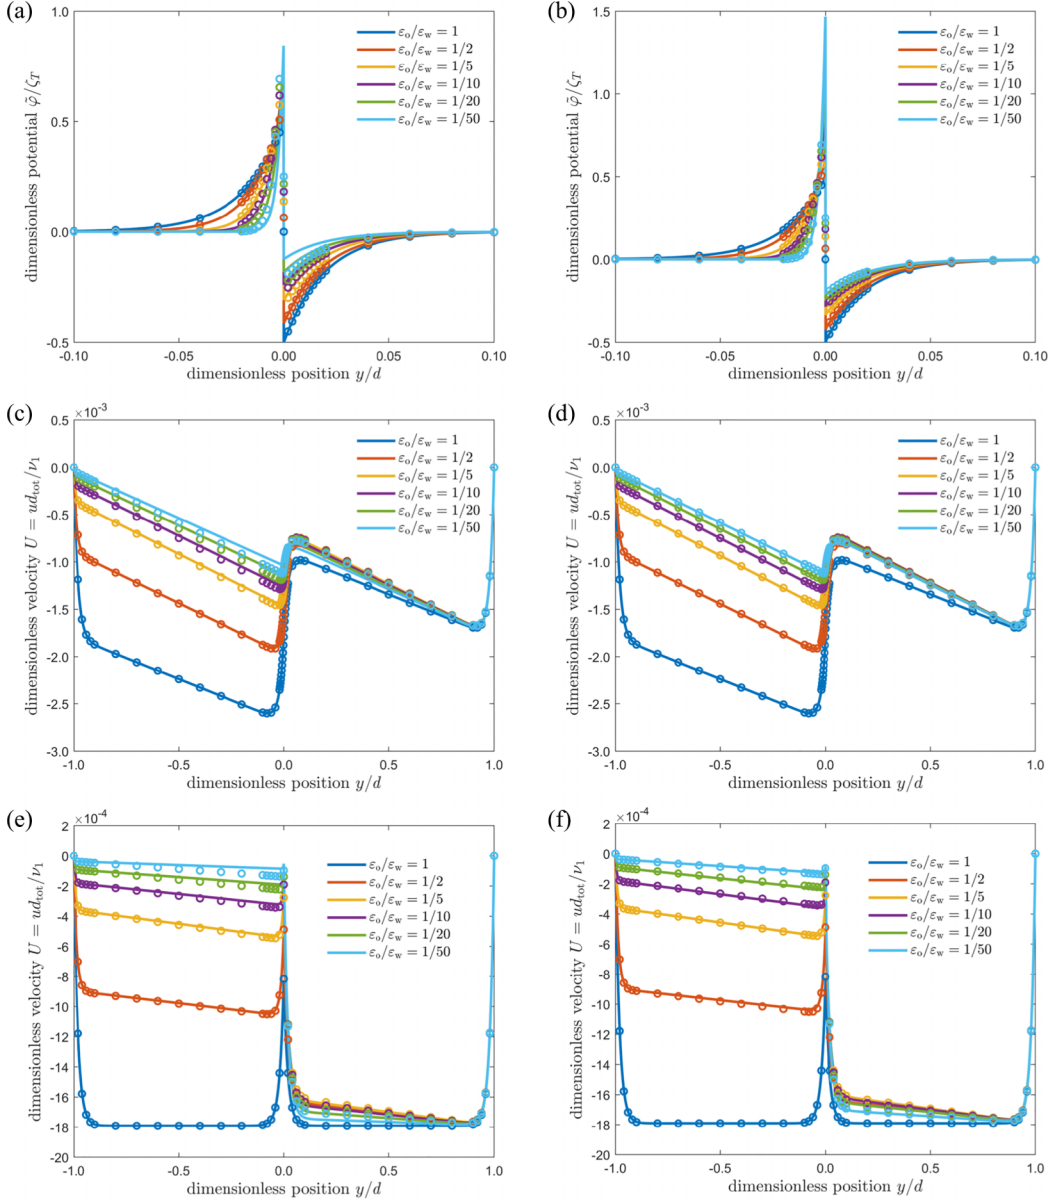 (a)
1.0
0.5
0.0
-0.5
-0.10
-0.05
0.00
0.05
0.10
dimensionless potential φ̃/ζ_T
dimensionless position y/d
ε_o/ε_w = 1
ε_o/ε_w = 1/2
ε_o/ε_w = 1/5
ε_o/ε_w = 1/10
ε_o/ε_w = 1/20
ε_o/ε_w = 1/50
(b)
1.5
1.0
0.5
0.0
-0.5
-0.10
-0.05
0.00
0.05
0.10
dimensionless potential φ̃/ζ_T
dimensionless position y/d
ε_o/ε_w = 1
ε_o/ε_w = 1/2
ε_o/ε_w = 1/5
ε_o/ε_w = 1/10
ε_o/ε_w = 1/20
ε_o/ε_w = 1/50
(c)
×10⁻³
0.5
0.0
-0.5
-1.0
-1.5
-2.0
-2.5
-3.0
-1.0
-0.5
0.0
0.5
1.0
dimensionless velocity U = ud_tot/ν₁
dimensionless position y/d
ε_o/ε_w = 1
ε_o/ε_w = 1/2
ε_o/ε_w = 1/5
ε_o/ε_w = 1/10
ε_o/ε_w = 1/20
ε_o/ε_w = 1/50
(d)
×10⁻³
0.5
0.0
-0.5
-1.0
-1.5
-2.0
-2.5
-3.0
-1.0
-0.5
0.0
0.5
1.0
dimensionless velocity U = ud_tot/ν₁
dimensionless position y/d
ε_o/ε_w = 1
ε_o/ε_w = 1/2
ε_o/ε_w = 1/5
ε_o/ε_w = 1/10
ε_o/ε_w = 1/20
ε_o/ε_w = 1/50
(e)
×10⁻⁴
2
0
-2
-4
-6
-8
-10
-12
-14
-16
-18
-20
-1.0
-0.5
0.0
0.5
1.0
dimensionless velocity U = ud_tot/ν₁
dimensionless position y/d
ε_o/ε_w = 1
ε_o/ε_w = 1/2
ε_o/ε_w = 1/5
ε_o/ε_w = 1/10
ε_o/ε_w = 1/20
ε_o/ε_w = 1/50
(f)
×10⁻⁴
2
0
-2
-4
-6
-8
-10
-12
-14
-16
-18
-20
-1.0
-0.5
0.0
0.5
1.0
dimensionless velocity U = ud_tot/ν₁
dimensionless position y/d
ε_o/ε_w = 1
ε_o/ε_w = 1/2
ε_o/ε_w = 1/5
ε_o/ε_w = 1/10
ε_o/ε_w = 1/20
ε_o/ε_w = 1/50